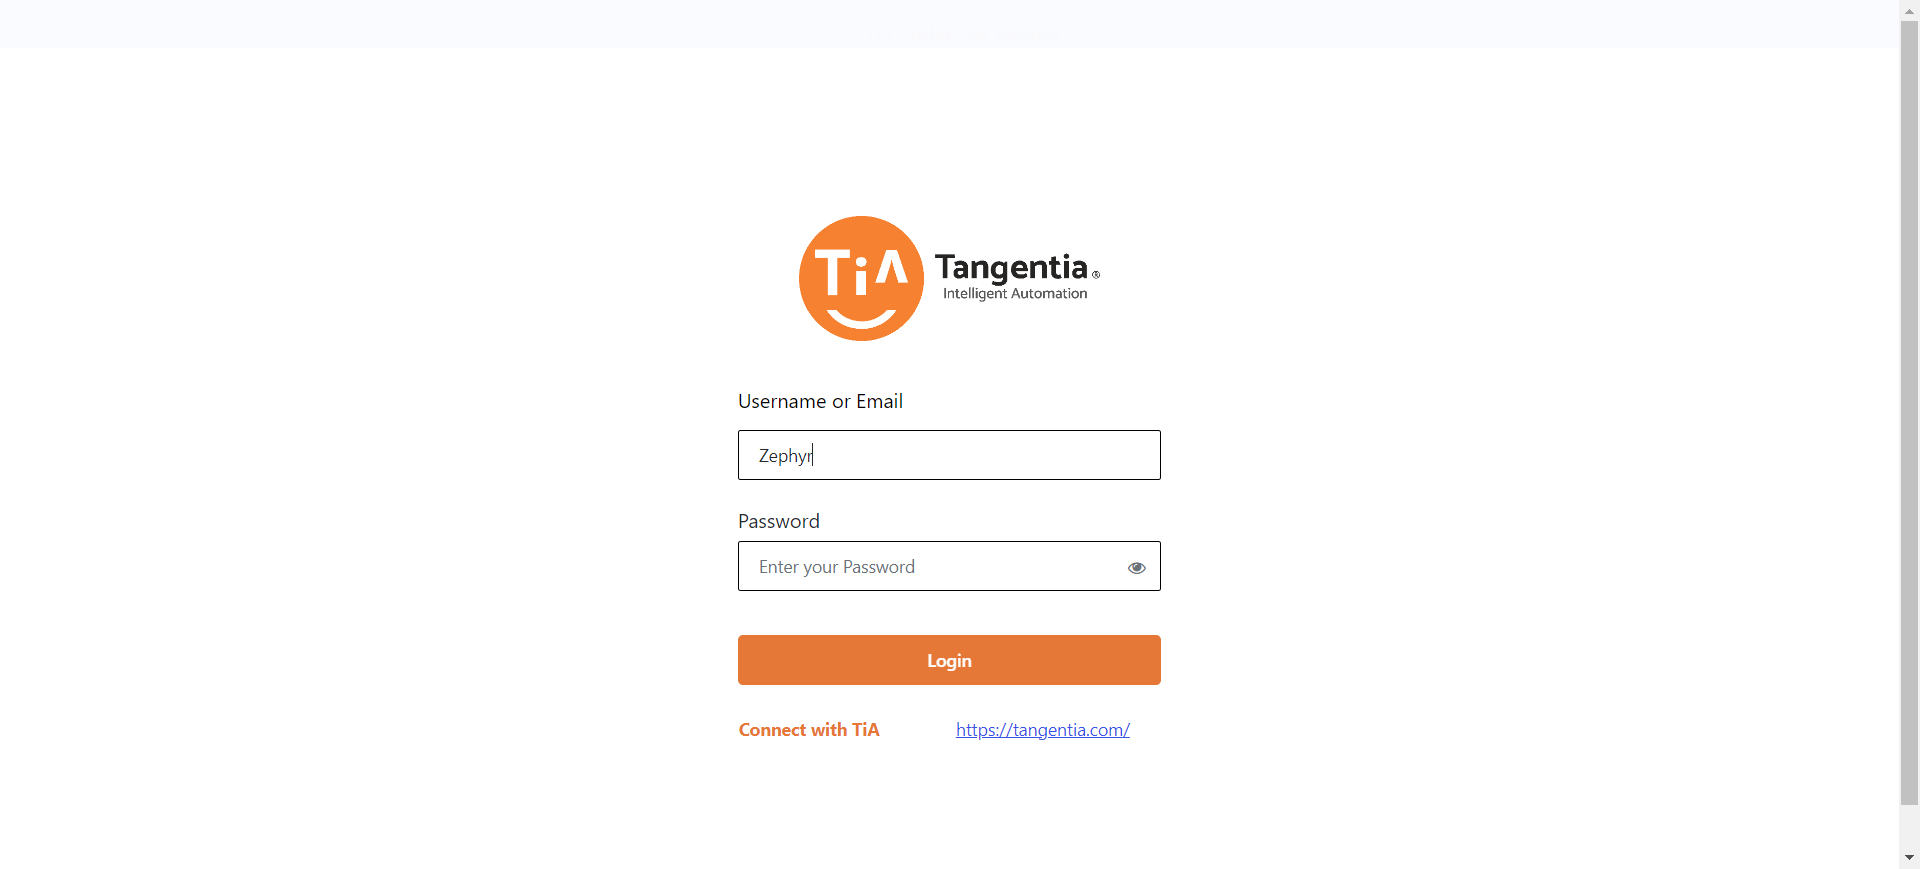 TiA
Tangentia ®
Intelligent Automation
Username or Email
Zephyr
Password
Enter your Password
Login
Connect with TiA https://tangentia.com/